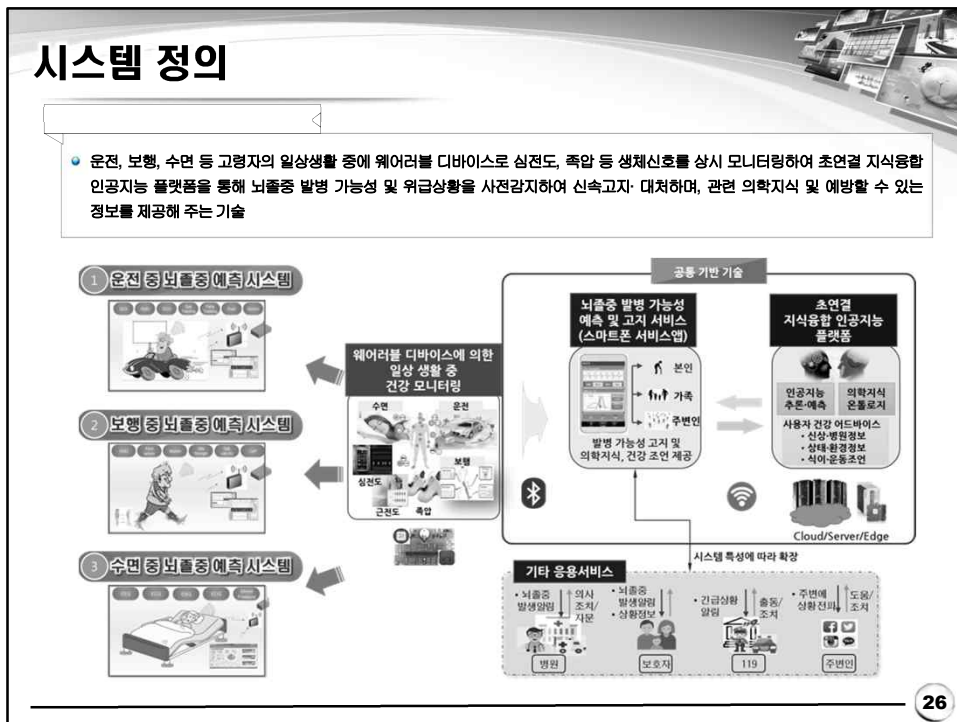 시스템 정의
운전, 보행, 수면 등 고령자의 일상생활 중에 웨어러블 디바이스로 심전도, 족압 등 생체신호를 상시 모니터링하여 초연결 지식융합
인공지능 플랫폼을 통해 뇌졸중 발병 가능성 및 위급상황을 사전감지하여 신속고지· 대처하며, 관련 의학지식 및 예방할 수 있는
정보를 제공해 주는 기술
1 운전 중 뇌졸중 예측 시스템
2 보행 중 뇌졸중 예측 시스템
3 수면 중 뇌졸중 예측 시스템
웨어러블 디바이스에 의한
일상 생활 중
건강 모니터링
수면 운전
보행
심전도
근전도 족압
공통 기반 기술
뇌졸중 발병 가능성
예측 및 고지 서비스
(스마트폰 서비스앱)
본인
가족
주변인
발병 가능성 고지 및
의학지식, 건강 조언 제공
초연결
지식융합 인공지능
플랫폼
인공지능
추론·예측
의학지식
온톨로지
사용자 건강 어드바이스
• 신상·병원정보
• 상태·환경정보
• 식이·운동조언
Cloud/Server/Edge
시스템 특성에 따라 확장
기타 응용서비스
• 뇌졸중
발생알림
의사
조치/
자문
병원
• 뇌졸중
발생알림
• 상황정보
보호자
• 긴급상황
알림
출동/
조치
119
• 주변에
상황전파
도움/
조치
주변인
26